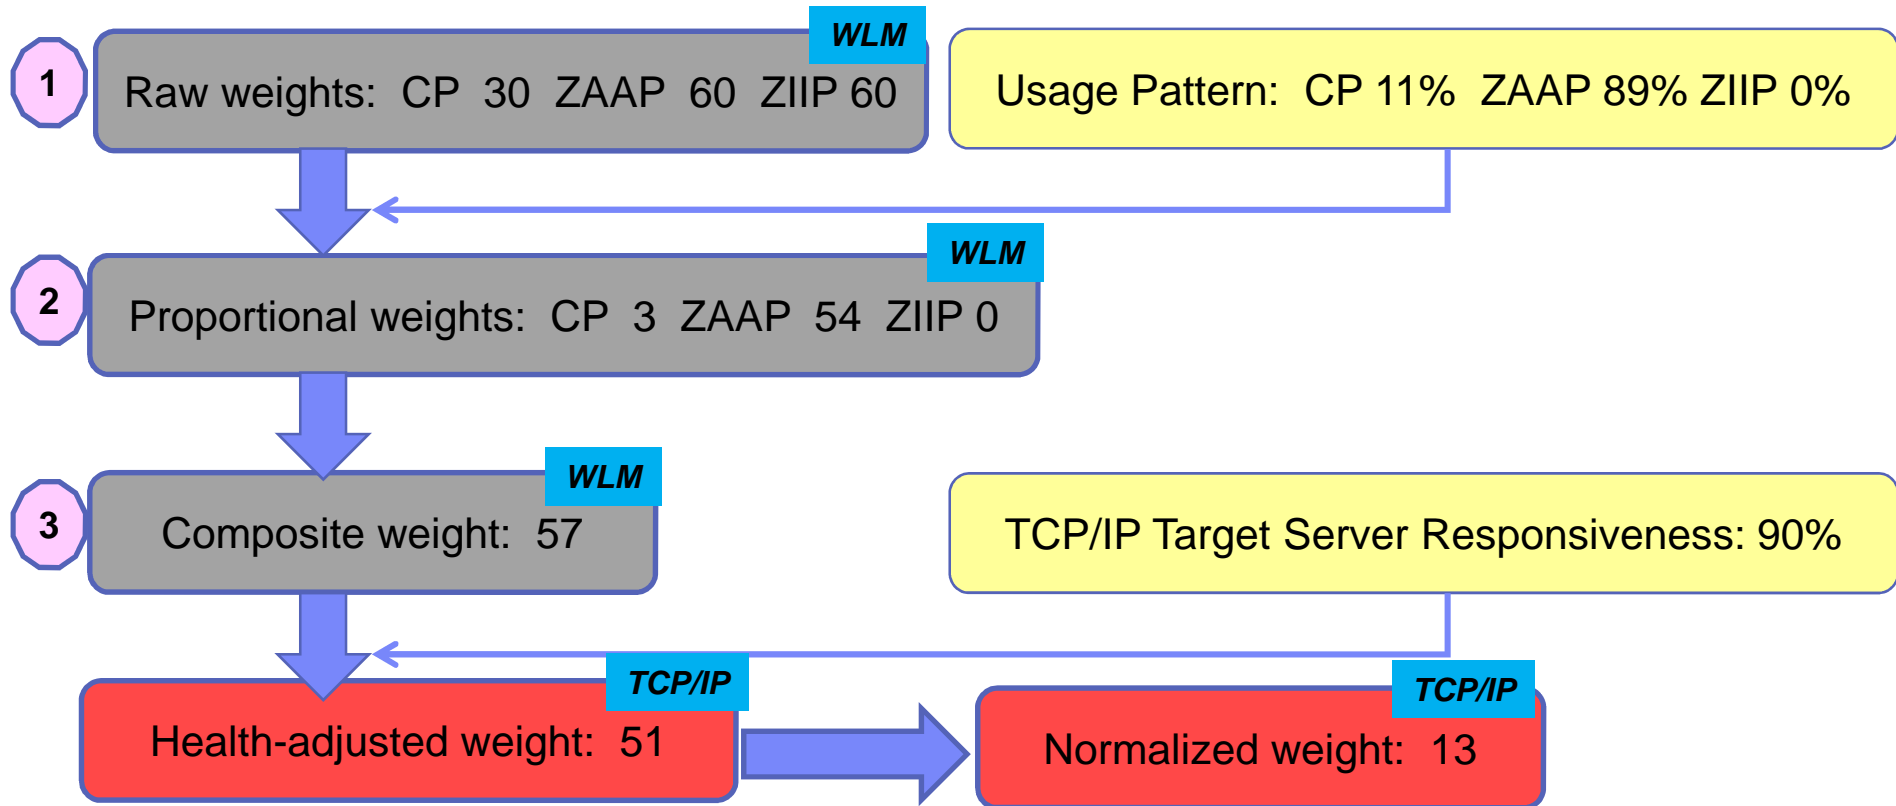 WLM
1
Raw weights: CP 30 ZAAP 60 ZIIP 60
Usage Pattern: CP 11% ZAAP 89% ZIIP 0%
WLM
2
Proportional weights: CP 3 ZAAP 54 ZIIP 0
WLM
3
Composite weight: 57
TCP/IP Target Server Responsiveness: 90%
TCP/IP
Health-adjusted weight: 51
TCP/IP
Normalized weight: 13